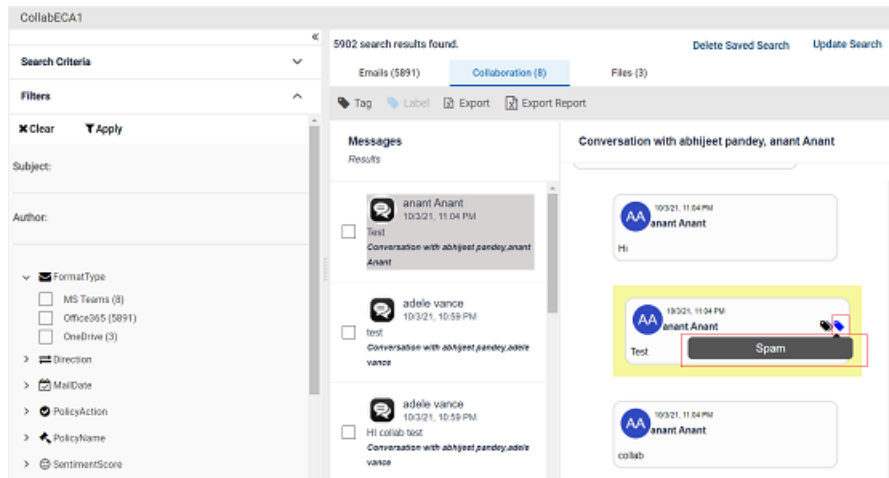 CollabECA1
«
Search Criteria
Filters
Clear
Apply
Subject:
Author:
FormatType
MS Teams (8)
Office365 (5891)
OneDrive (3)
Direction
MailDate
PolicyAction
PolicyName
SentimentScore
5902 search results found.
Delete Saved Search
Update Search
Emails (5891)
Collaboration (8)
Files (3)
Tag
Label
Export
Export Report
Messages
Results
anant Anant
10/3/21, 11:04 PM
Test
Conversation with abhijeet pandey,anant
Anant
adele vance
10/3/21, 10:59 PM
test
Conversation with abhijeet pandey,adele
vance
adele vance
10/3/21, 10:59 PM
HI collab test
Conversation with abhijeet pandey,adele
vance
Conversation with abhijeet pandey, anant Anant
AA
10/3/21, 11:04 PM
anant Anant
Hi
AA
10/3/21, 11:04 PM
anant Anant
Test
Spam
AA
10/3/21, 11:04 PM
anant Anant
collab